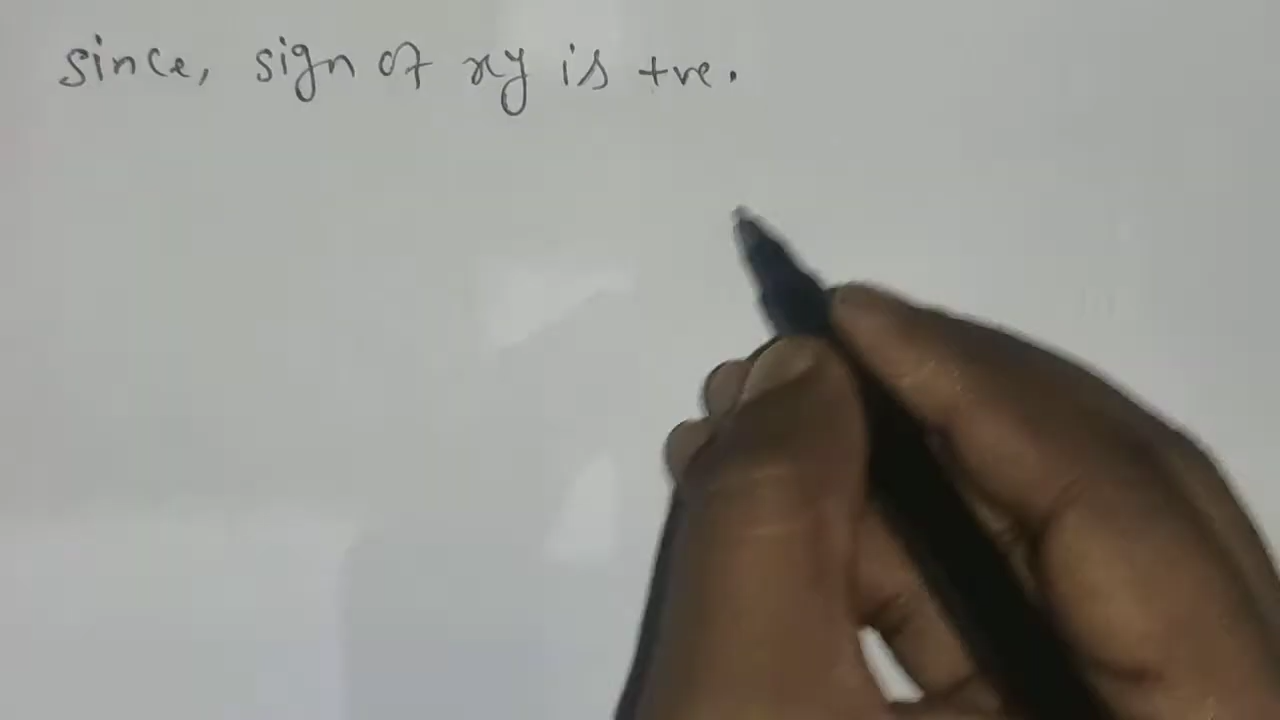 since, sign of xy is +ve.